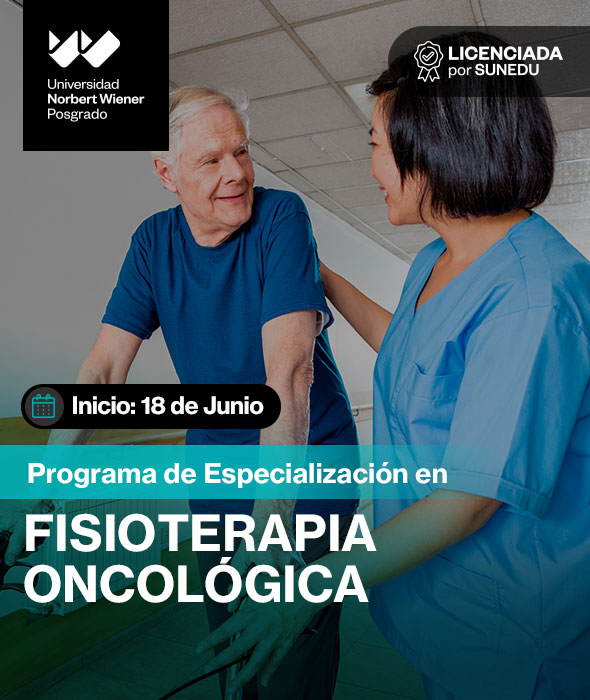 Universidad
Norbert Wiener
Posgrado
LICENCIADA
por SUNEDU
Inicio: 18 de Junio
Programa de Especialización en
FISIOTERAPIA
ONCOLÓGICA